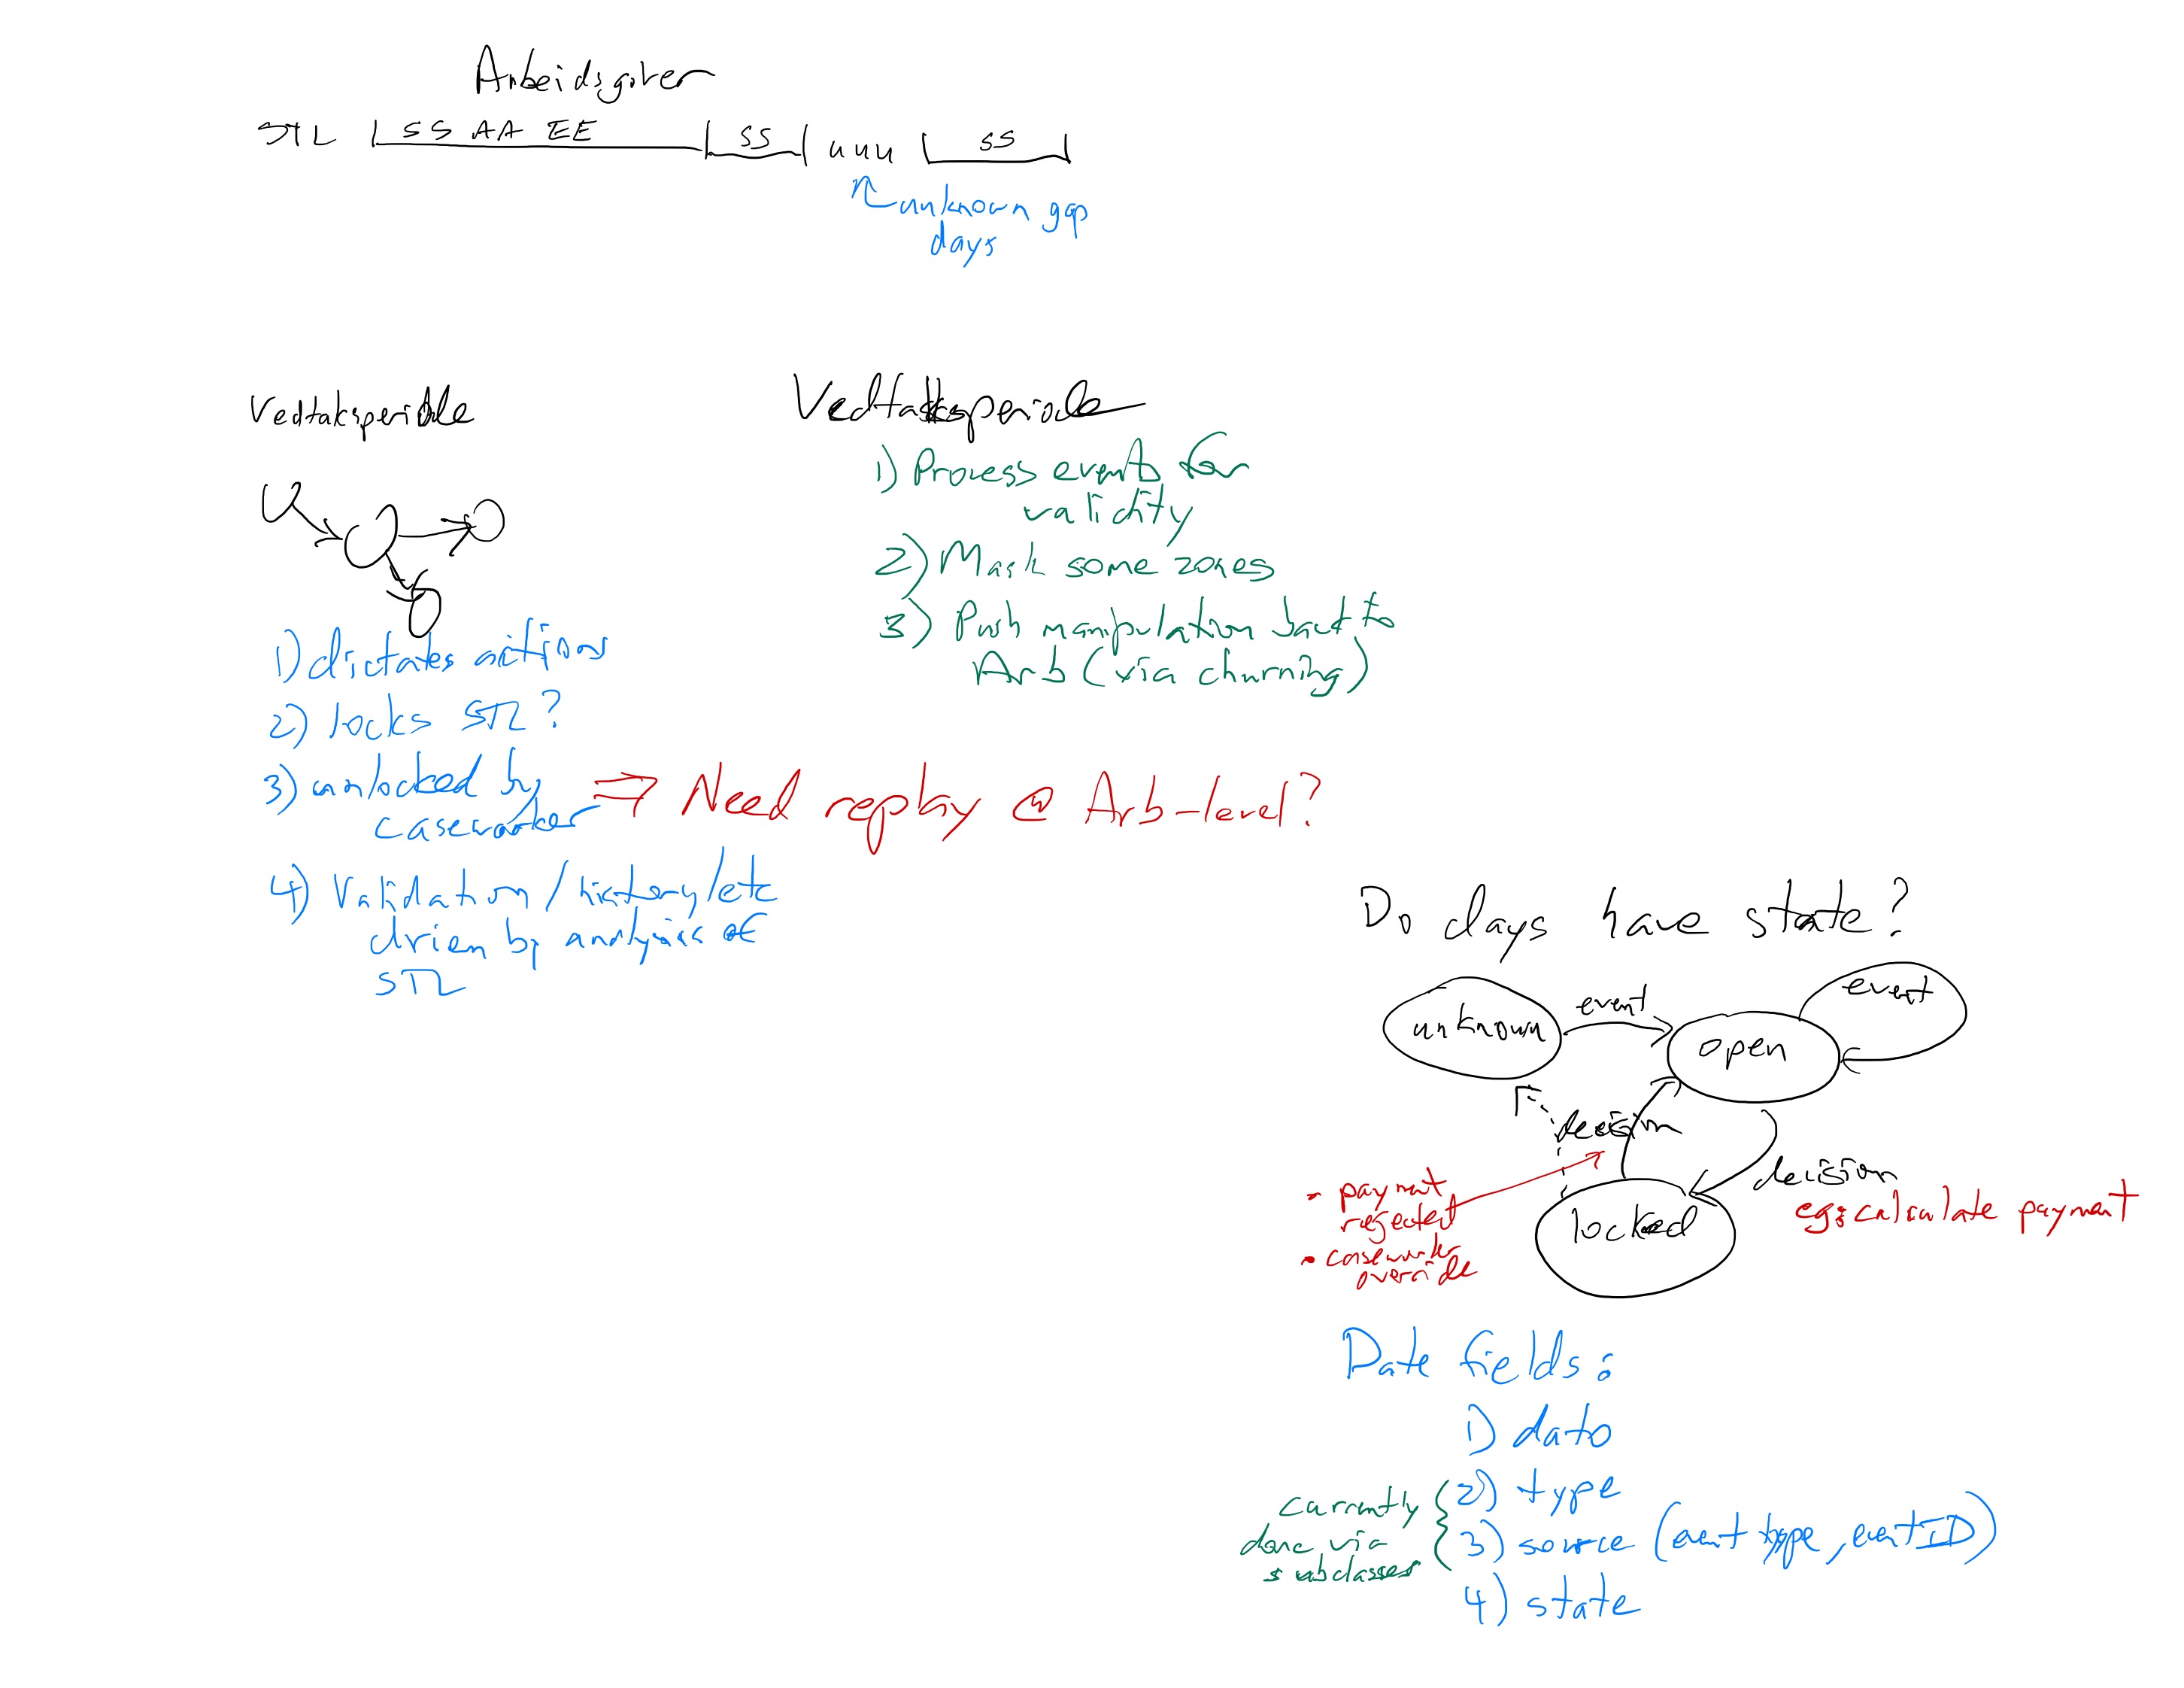 Arbeidsgiver
STL SS AA EE SS uuu SS
unknown gap
days
Vedtaksperiode
1) dictates actions
2) locks STL?
3) unlocked by
caseworker
⇒ Need replay @ Arb-level?
4) Validation/history/etc
drien by analysis of
STL
Vedtaksperiode
1) Process events for
validity
2) Mask some zones
3) Push manipulation back to
Arb (via churning)
Do days have state?
unknown
event
open
event
decision
decision
eg: calculate payment
locked
- payment
rejected
• caseworker
override
Date fields:
1) dato
2) type
3) source (event type, event ID)
4) state
currently
done via
subclasses